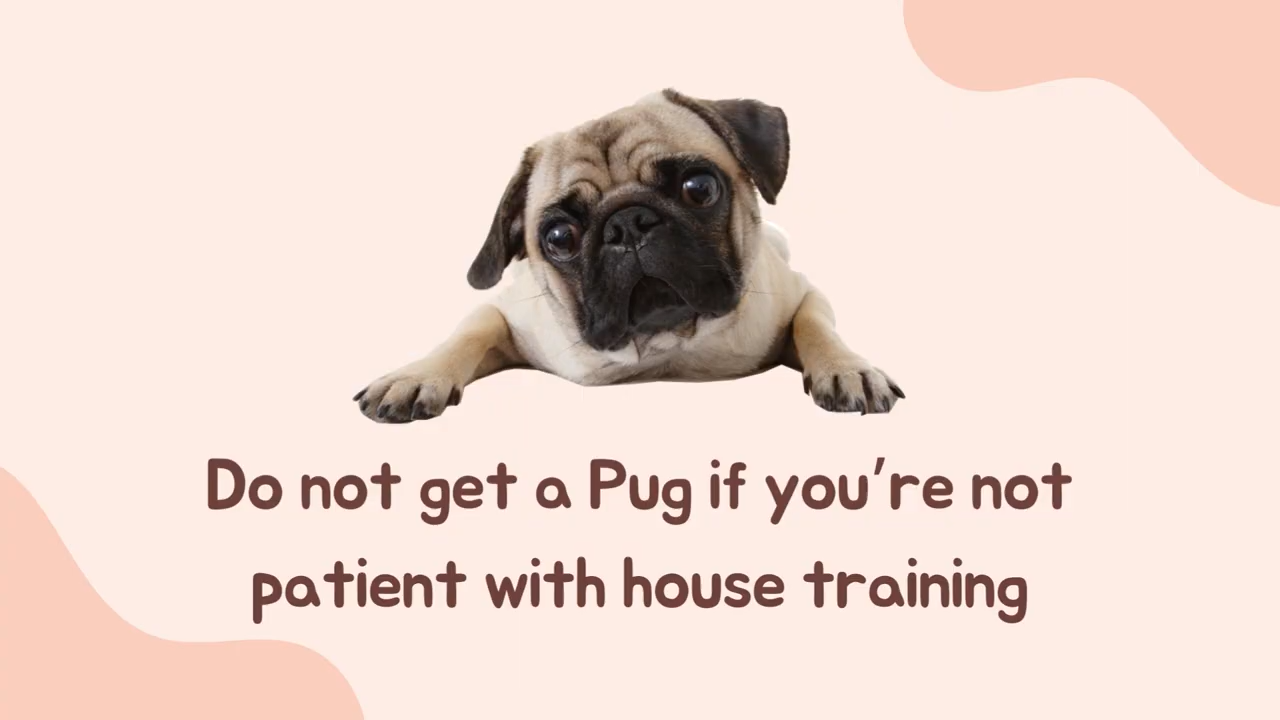 Do not get a Pug if you’re not
patient with house training